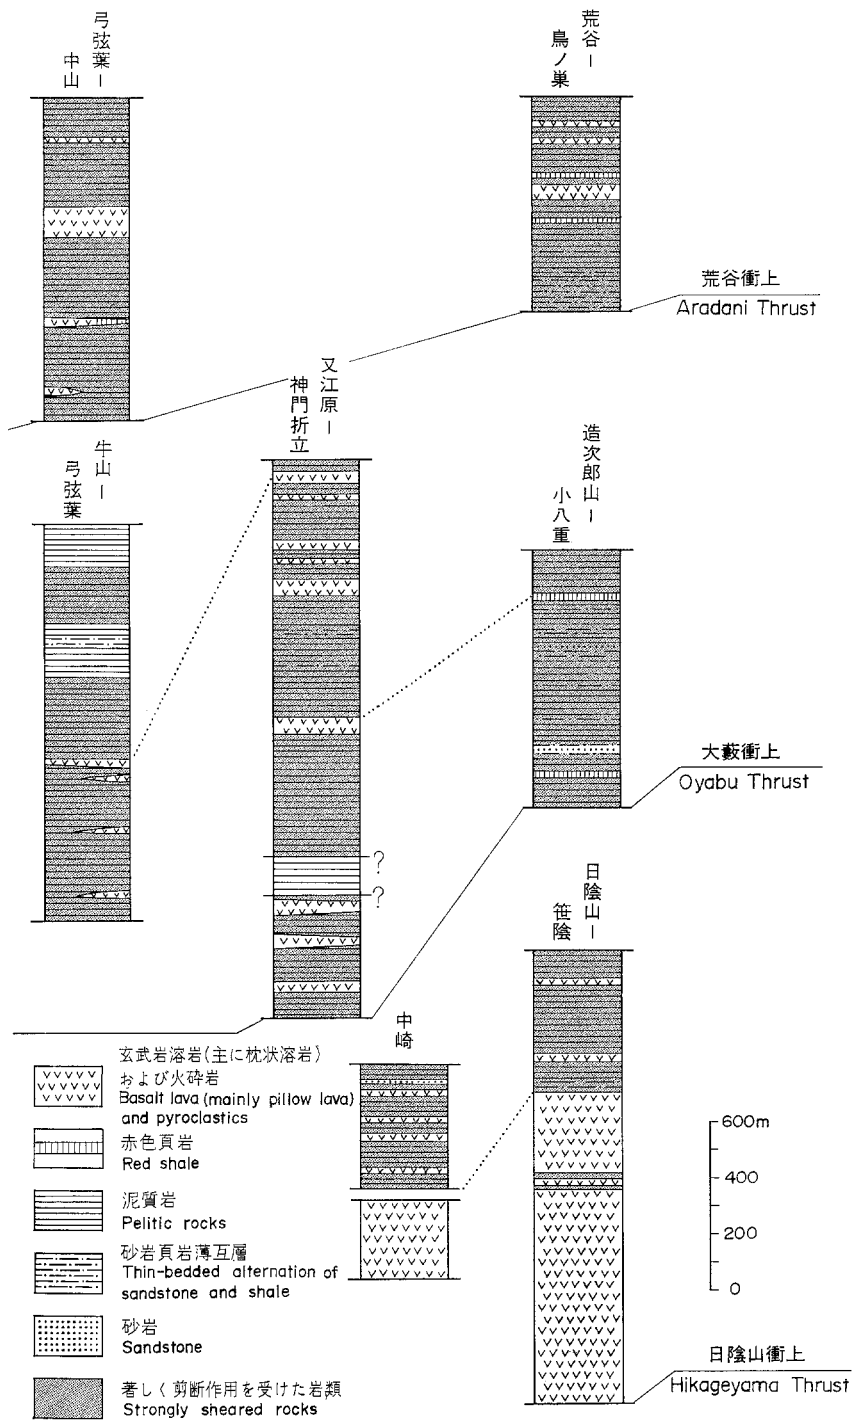 弓弦葉ー
中山
荒谷ー
鳥ノ巣
荒谷衝上
Aradani Thrust
牛山ー
弓弦葉
又江原ー
神門折立
造次郎山ー
小八重
大藪衝上
Oyabu Thrust
?
?
日陰山ー
笹陰
中崎
玄武岩溶岩(主に枕状溶岩)
および火砕岩
Basalt lava (mainly pillow lava)
and pyroclastics
赤色頁岩
Red shale
泥質岩
Pelitic rocks
砂岩頁岩薄互層
Thin-bedded alternation of
sandstone and shale
砂岩
Sandstone
著しく剪断作用を受けた岩類
Strongly sheared rocks
600m
400
200
0
日陰山衝上
Hikageyama Thrust